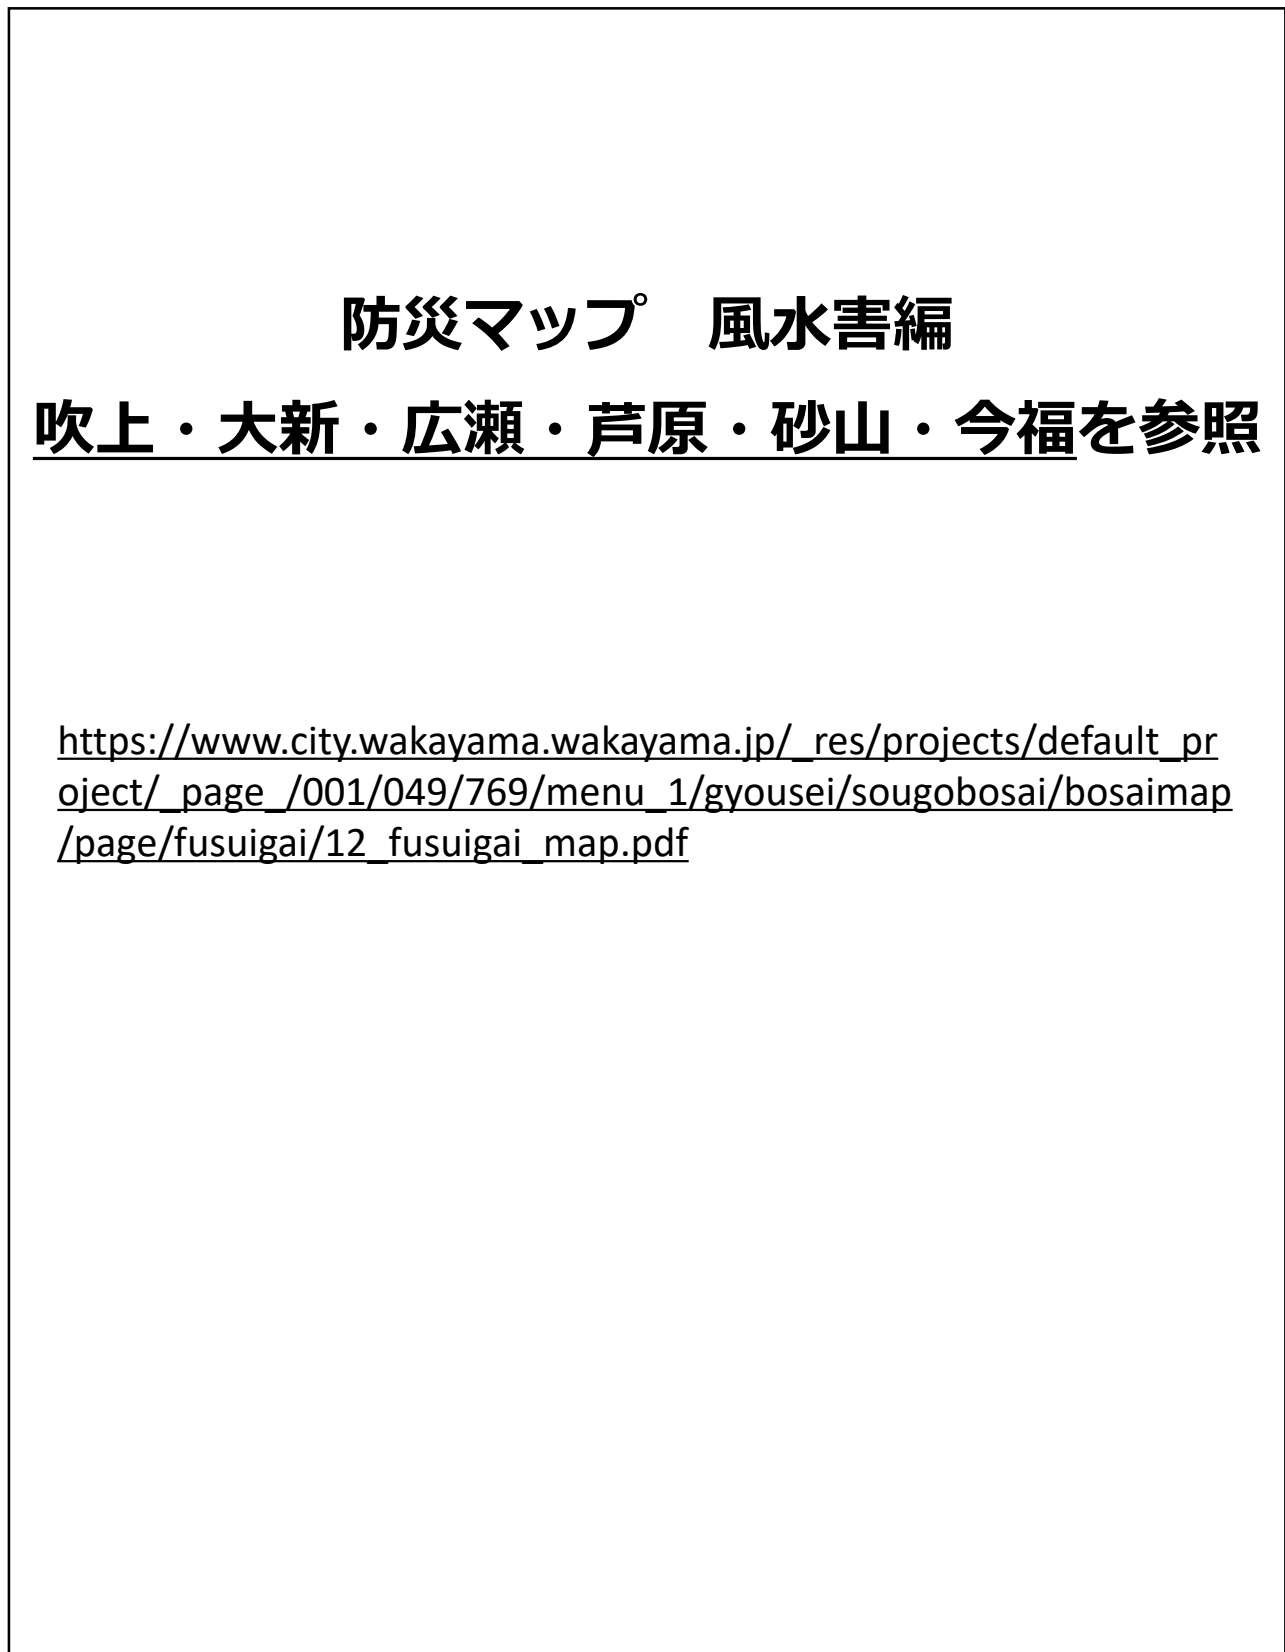 防災マップ　風水害編
吹上・大新・広瀬・芦原・砂山・今福を参照
https://www.city.wakayama.wakayama.jp/_res/projects/default_pr
oject/_page_/001/049/769/menu_1/gyousei/sougobosai/bosaimap
/page/fusuigai/12_fusuigai_map.pdf